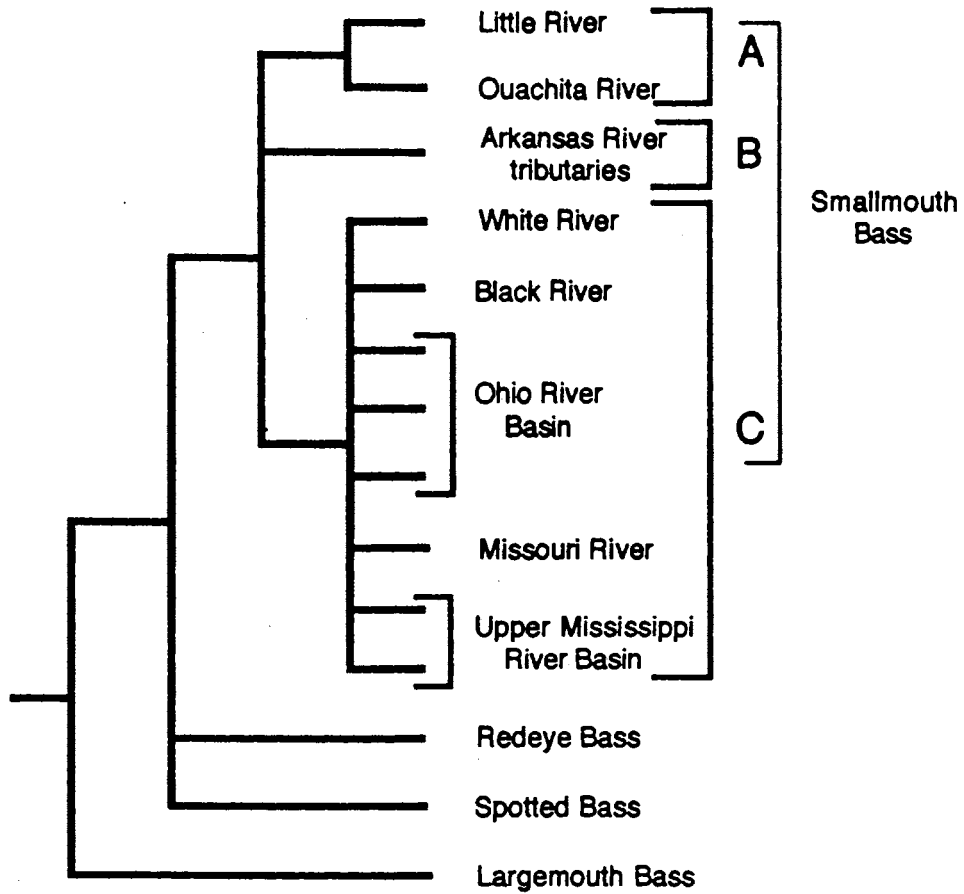 Little River
Ouachita River
A
Arkansas River
tributaries
B
Smallmouth
Bass
White River
Black River
Ohio River
Basin
C
Missouri River
Upper Mississippi
River Basin
Redeye Bass
Spotted Bass
Largemouth Bass